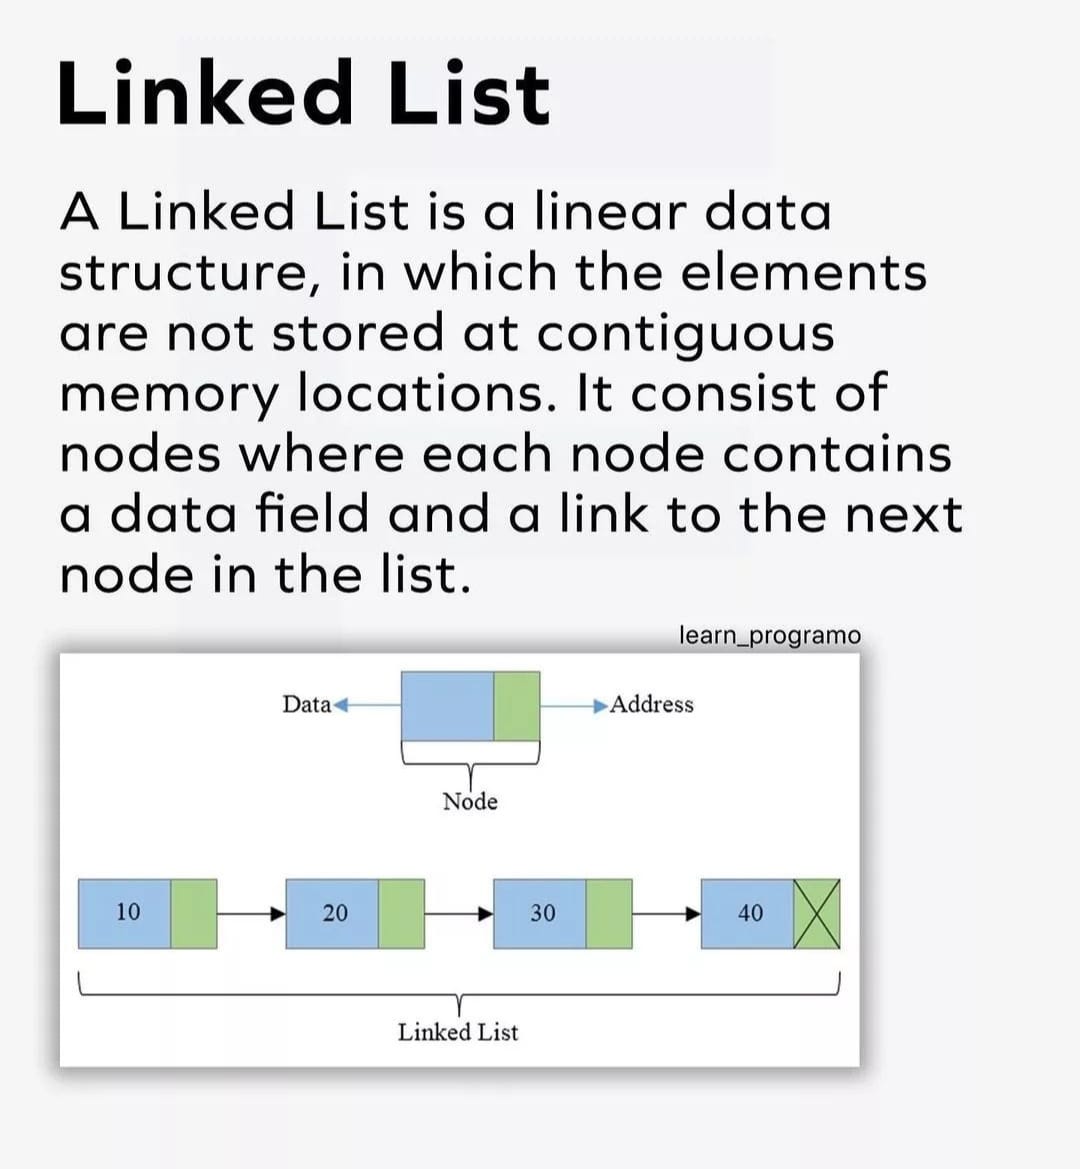 Linked List
A Linked List is a linear data
structure, in which the elements
are not stored at contiguous
memory locations. It consist of
nodes where each node contains
a data field and a link to the next
node in the list.
learn_programo
Data
Address
Node
10
20
30
40
Linked List